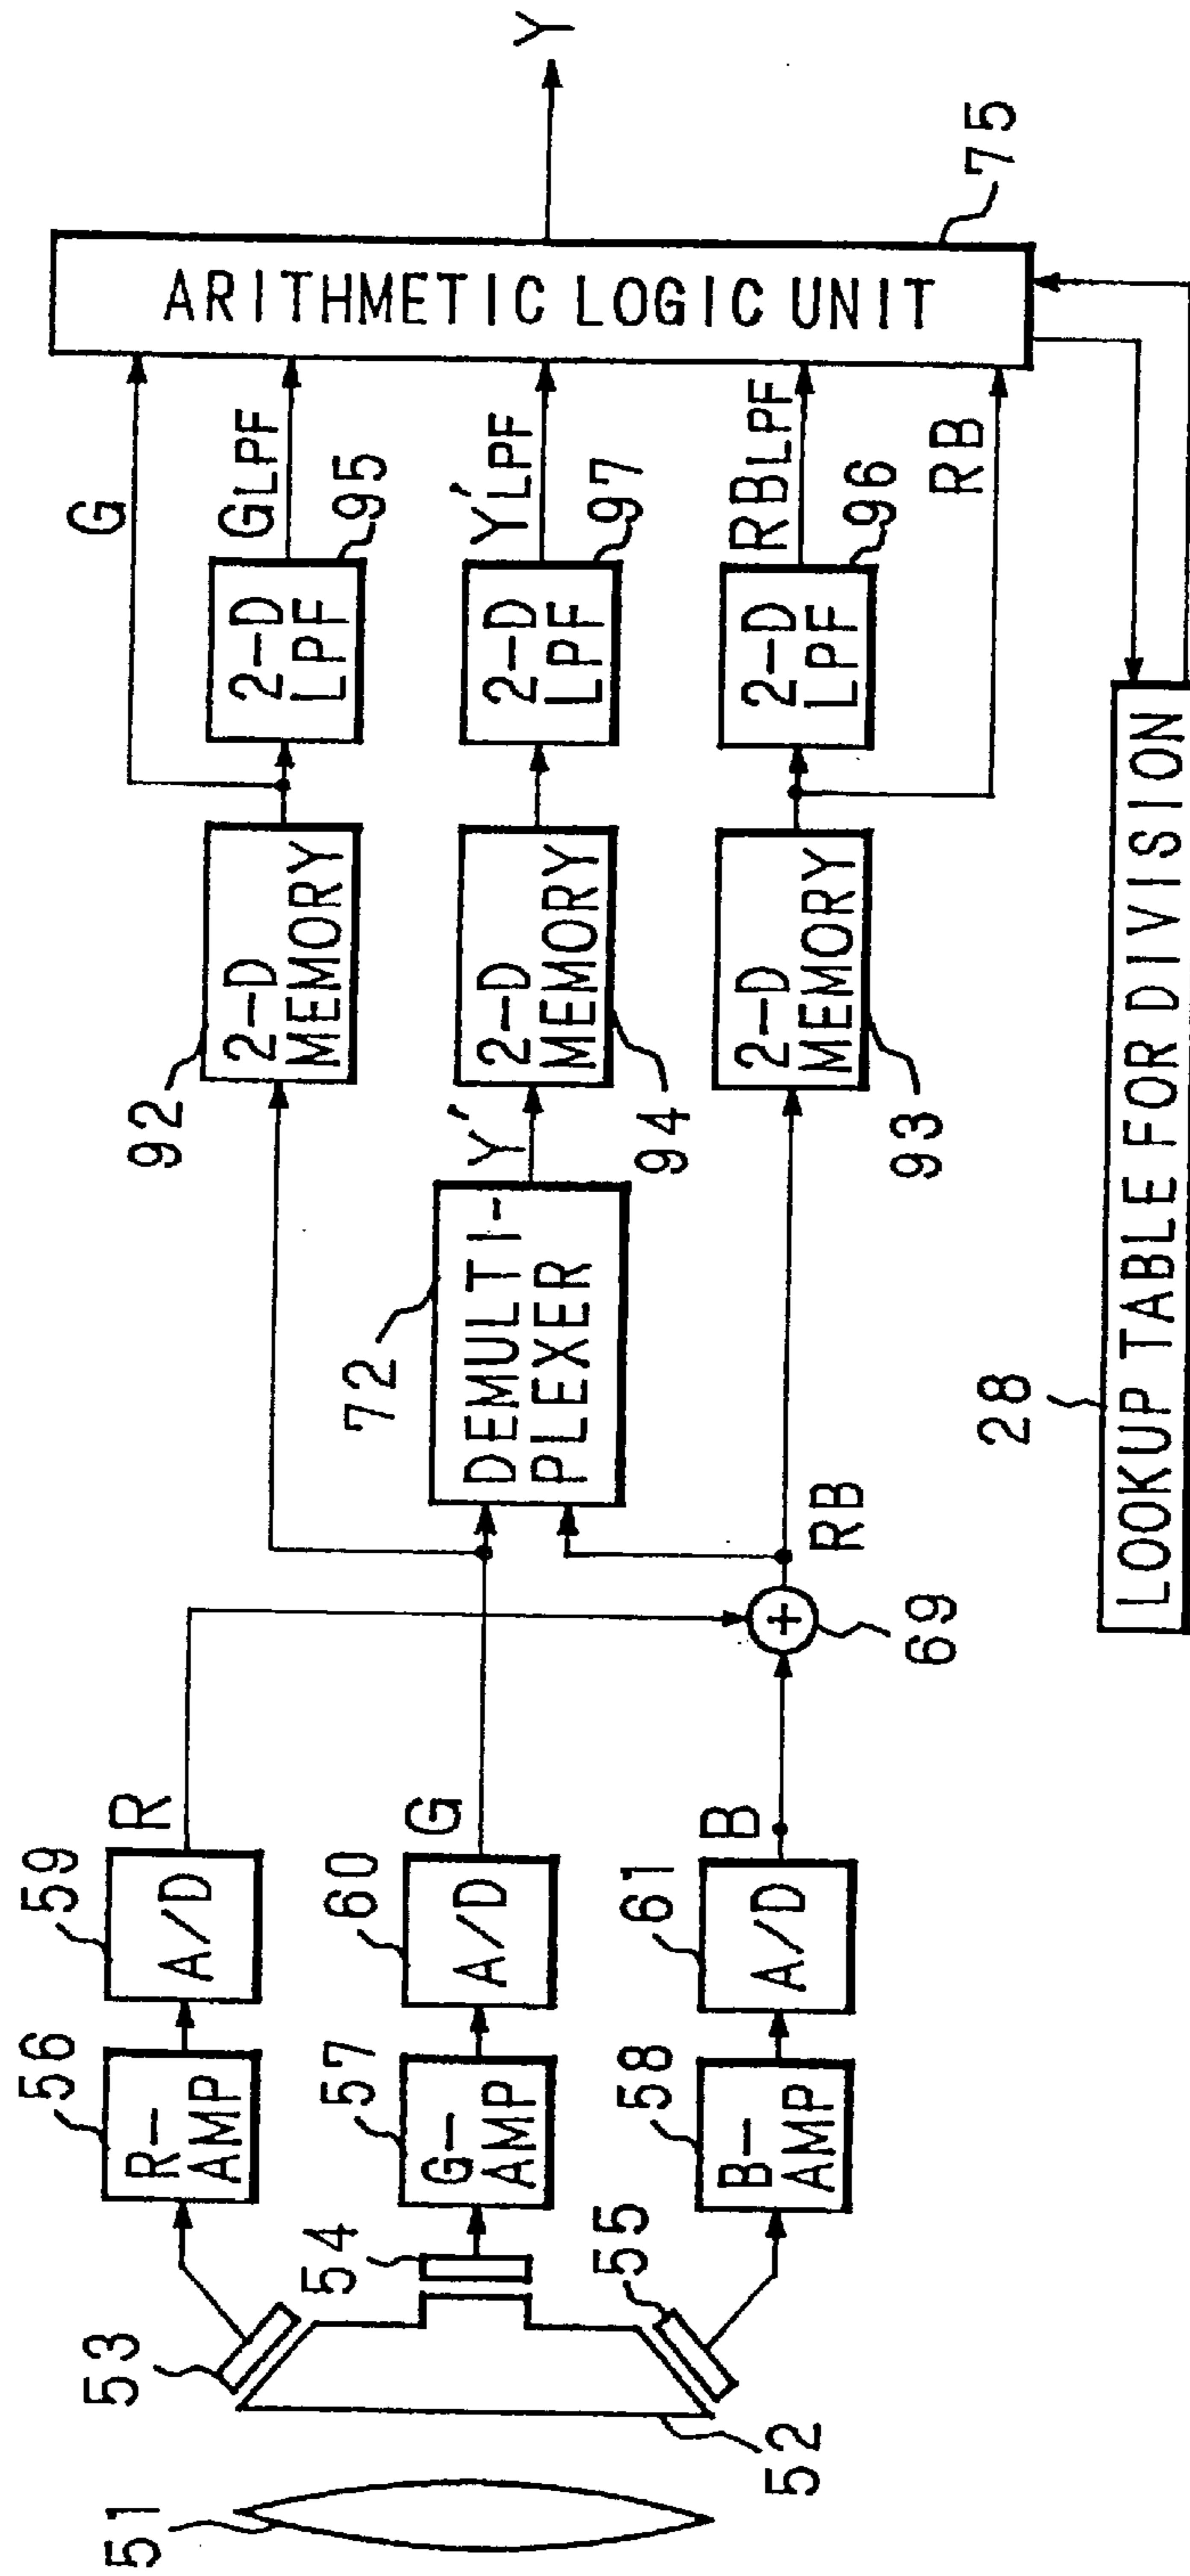 51
52
53
54
55
56
R-
AMP
57
G-
AMP
58
B-
AMP
59
A/D
R
60
A/D
G
61
A/D
B
69
RB
72
DEMULTI-
PLEXER
Y'
92
2-D
MEMORY
94
2-D
MEMORY
93
2-D
MEMORY
G
2-D
LPF
95
GLPF
2-D
LPF
97
Y'LPF
2-D
LPF
96
RBLPF
RB
ARITHMETIC LOGIC UNIT
75
Y
28
LOOKUP TABLE FOR DIVISION